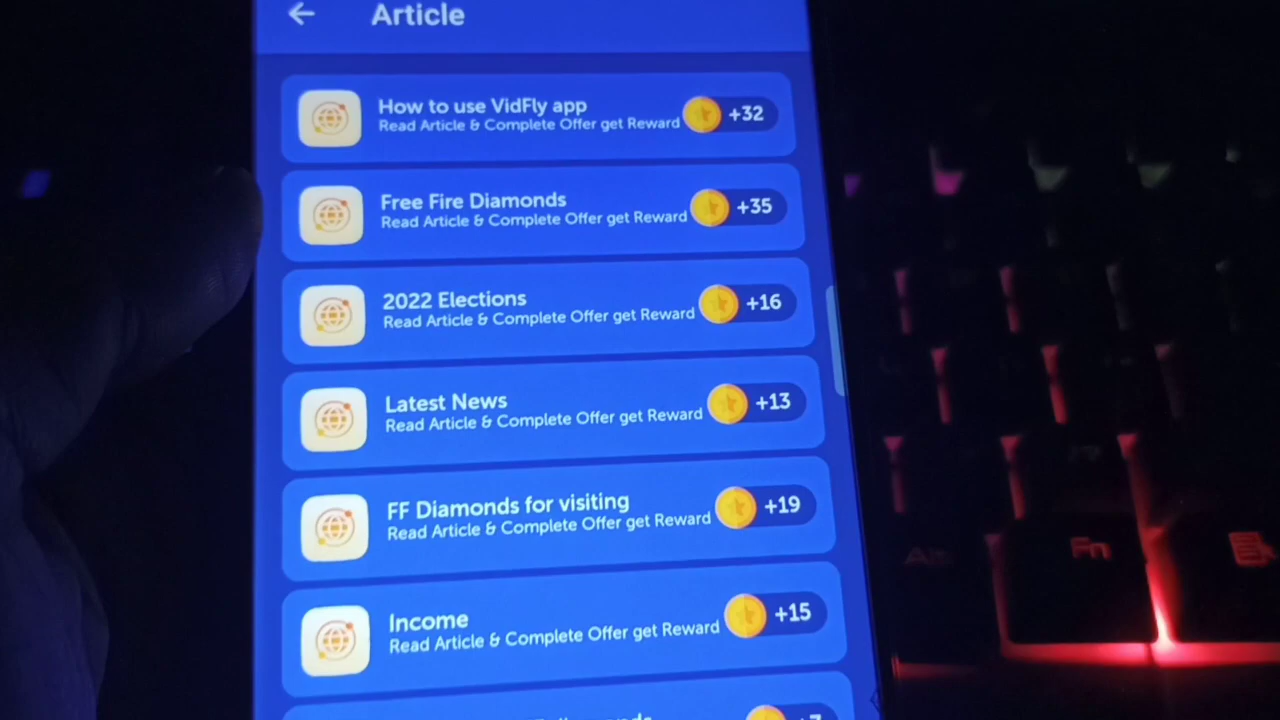 Article
How to use VidFly app
Read Article & Complete Offer get Reward
+32
Free Fire Diamonds
Read Article & Complete Offer get Reward
+35
2022 Elections
Read Article & Complete Offer get Reward
+16
Latest News
Read Article & Complete Offer get Reward
+13
FF Diamonds for visiting
Read Article & Complete Offer get Reward
+19
Income
Read Article & Complete Offer get Reward
+15
Alt
Fn